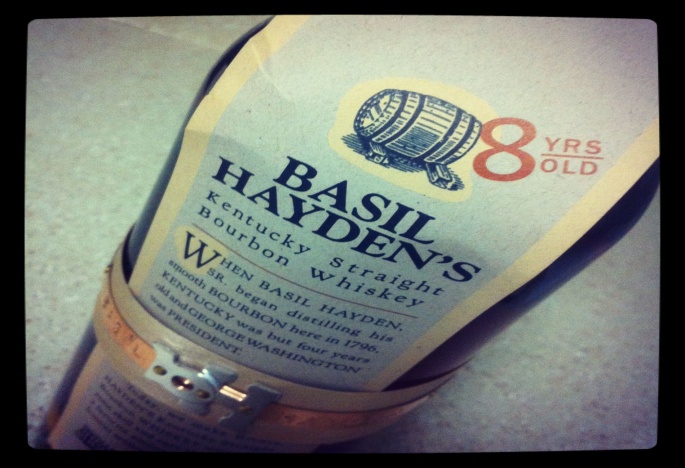 8 YRS
OLD
BASIL
HAYDEN'S
Kentucky Straight
Bourbon Whiskey
WHEN BASIL HAYDEN,
SR. began distilling his
smooth BOURBON here in 1796,
KENTUCKY was but four years
old and GEORGE WASHINGTON
was PRESIDENT.